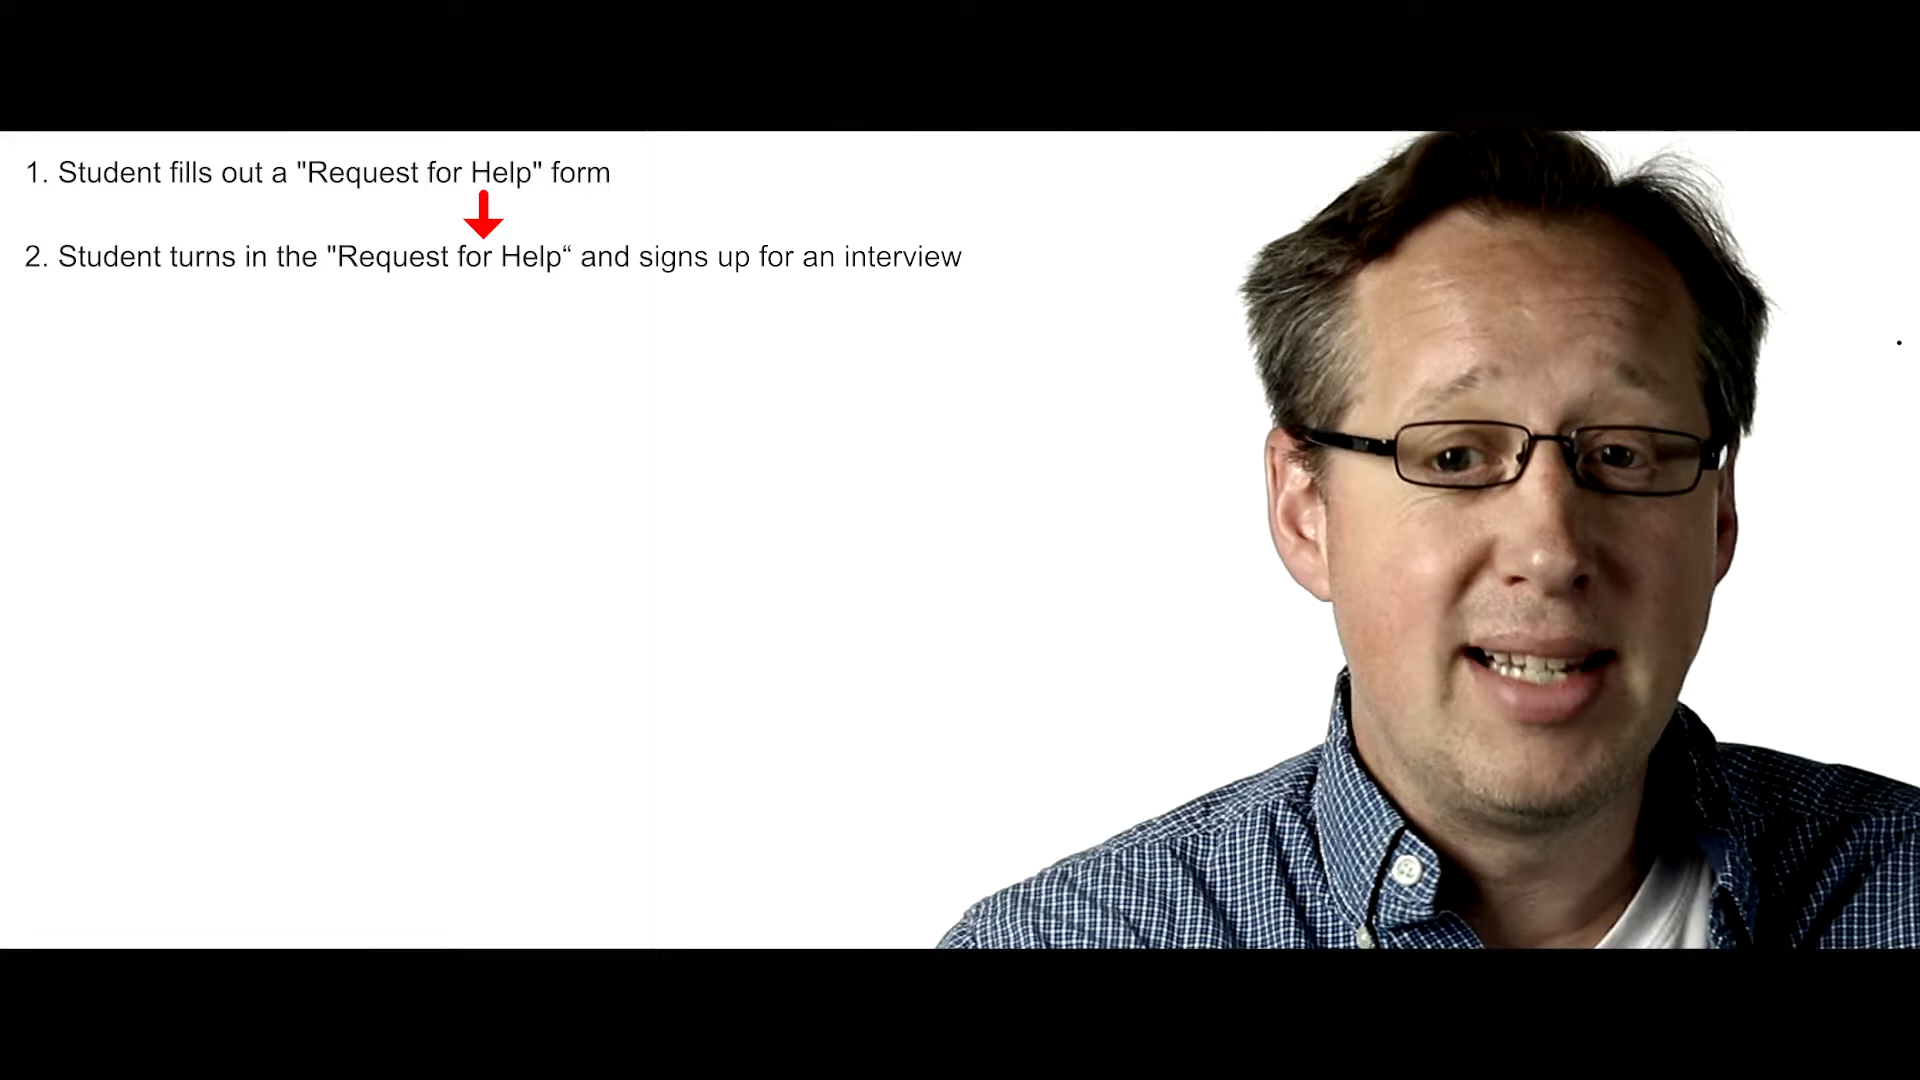 1. Student fills out a "Request for Help" form
2. Student turns in the "Request for Help“ and signs up for an interview